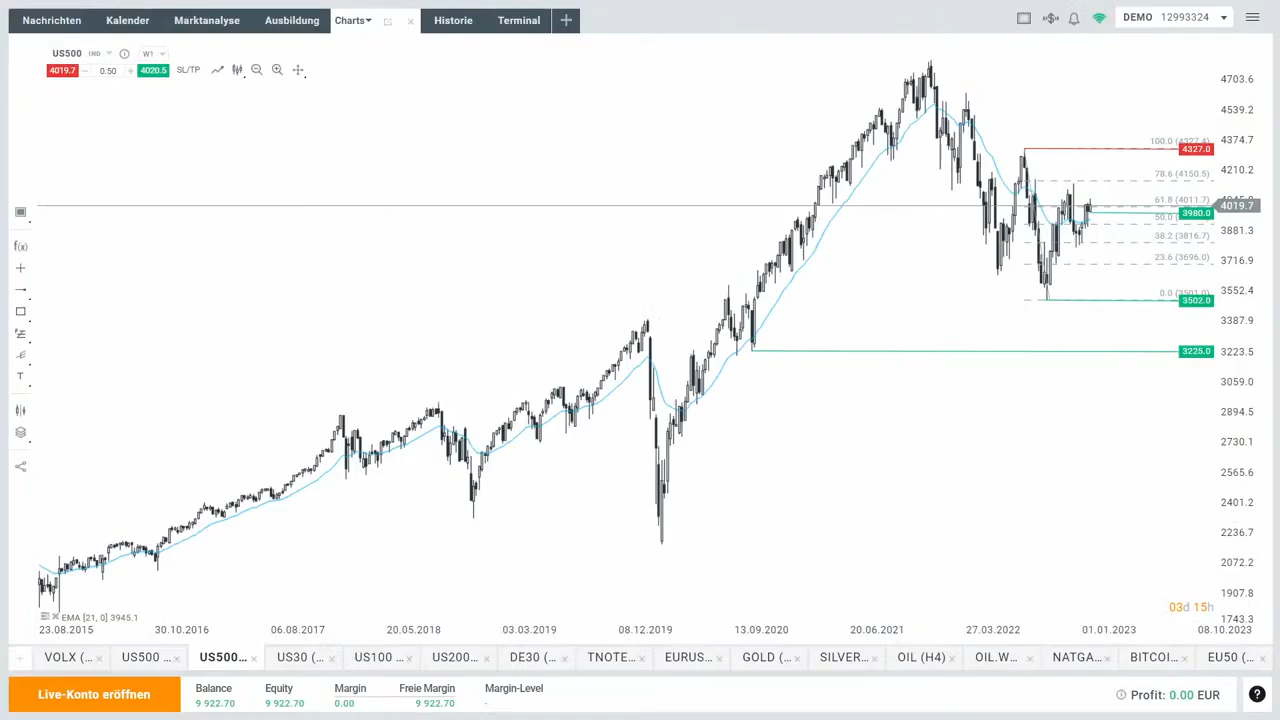 Nachrichten Kalender Marktanalyse Ausbildung Charts Historie Terminal DEMO 12993324
US500 IND W1
4019.7 0.50 4020.5 SL/TP
4703.6
4539.2
4374.7
4210.2
4019.7
3881.3
3716.9
3552.4
3387.9
3223.5
3059.0
2894.5
2730.1
2565.6
2401.2
2236.7
2072.2
1907.8
1743.3
100.0 (4327.4)
4327.0
78.6 (4150.5)
61.8 (4011.7)
3980.0
50.0
38.2 (3816.7)
23.6 (3696.0)
0.0 (3501.0)
3502.0
3225.0
f(x)
T
03d 15h
EMA [21, 0] 3945.1
23.08.2015 30.10.2016 06.08.2017 20.05.2018 03.03.2019 08.12.2019 13.09.2020 20.06.2021 27.03.2022 01.01.2023 08.10.2023
VOLX (... US500 ... US500... US30 (... US100 ... US200... DE30 (... TNOTE... EURUS... GOLD (... SILVER... OIL (H4) OIL.W... NATGA... BITCOI... EU50 (...
Live-Konto eröffnen
Balance Equity Margin Freie Margin Margin-Level
9 922.70 9 922.70 0.00 9 922.70 -
Profit: 0.00 EUR